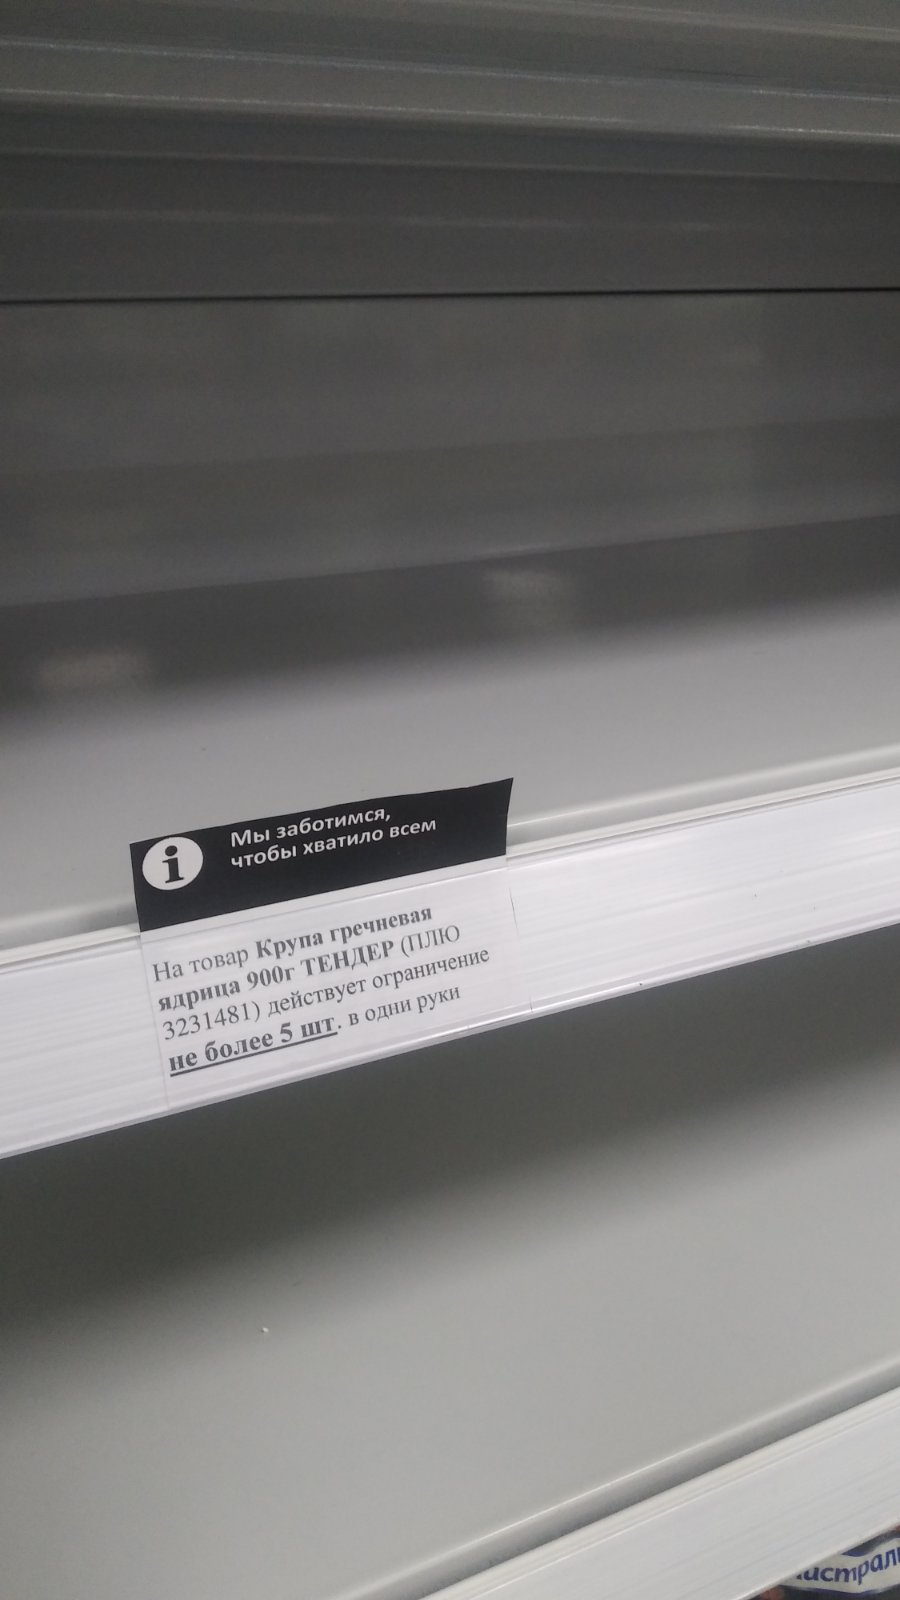 i
Мы заботимся,
чтобы хватило всем
На товар Крупа гречневая
ядрица 900г ТЕНДЕР (ПЛЮ
3231481) действует ограничение
не более 5 шт. в одни руки